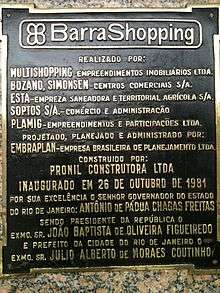 BarraShopping
REALIZADO POR:
MULTISHOPPING EMPREENDIMENTOS IMOBILIÁRIOS LTDA.
BOZANO, SIMONSEN CENTROS COMERCIAIS S/A.
ESTA-EMPRESA SANEADORA E TERRITORIAL AGRÍCOLA S/A
SOPTOS S/A.-COMÉRCIO E ADMINISTRAÇÃO
PLAMIG-EMPREENDIMENTOS E PARTICIPAÇÕES LTDA.
PROJETADO, PLANEJADO E ADMINISTRADO POR:
EMBRAPLAN-EMPRESA BRASILEIRA DE PLANEJAMENTO LTDA.
CONSTRUIDO POR:
PRONIL CONSTRUTORA LTDA
INAUGURADO EM 26 DE OUTUBRO DE 1981
POR SUA EXCELÊNCIA O SENHOR GOVERNADOR DO ESTADO
DO RIO DE JANEIRO: ANTÔNIO DE PÁDUA CHAGAS FREITAS
SENDO PRESIDENTE DA REPÚBLICA O
EXMO. SR. JOÃO BAPTISTA DE OLIVEIRA FIGUEIREDO
E PREFEITO DA CIDADE DO RIO DE JANEIRO O
EXMO. SR. JULIO ALBERTO DE MORAES COUTINHO